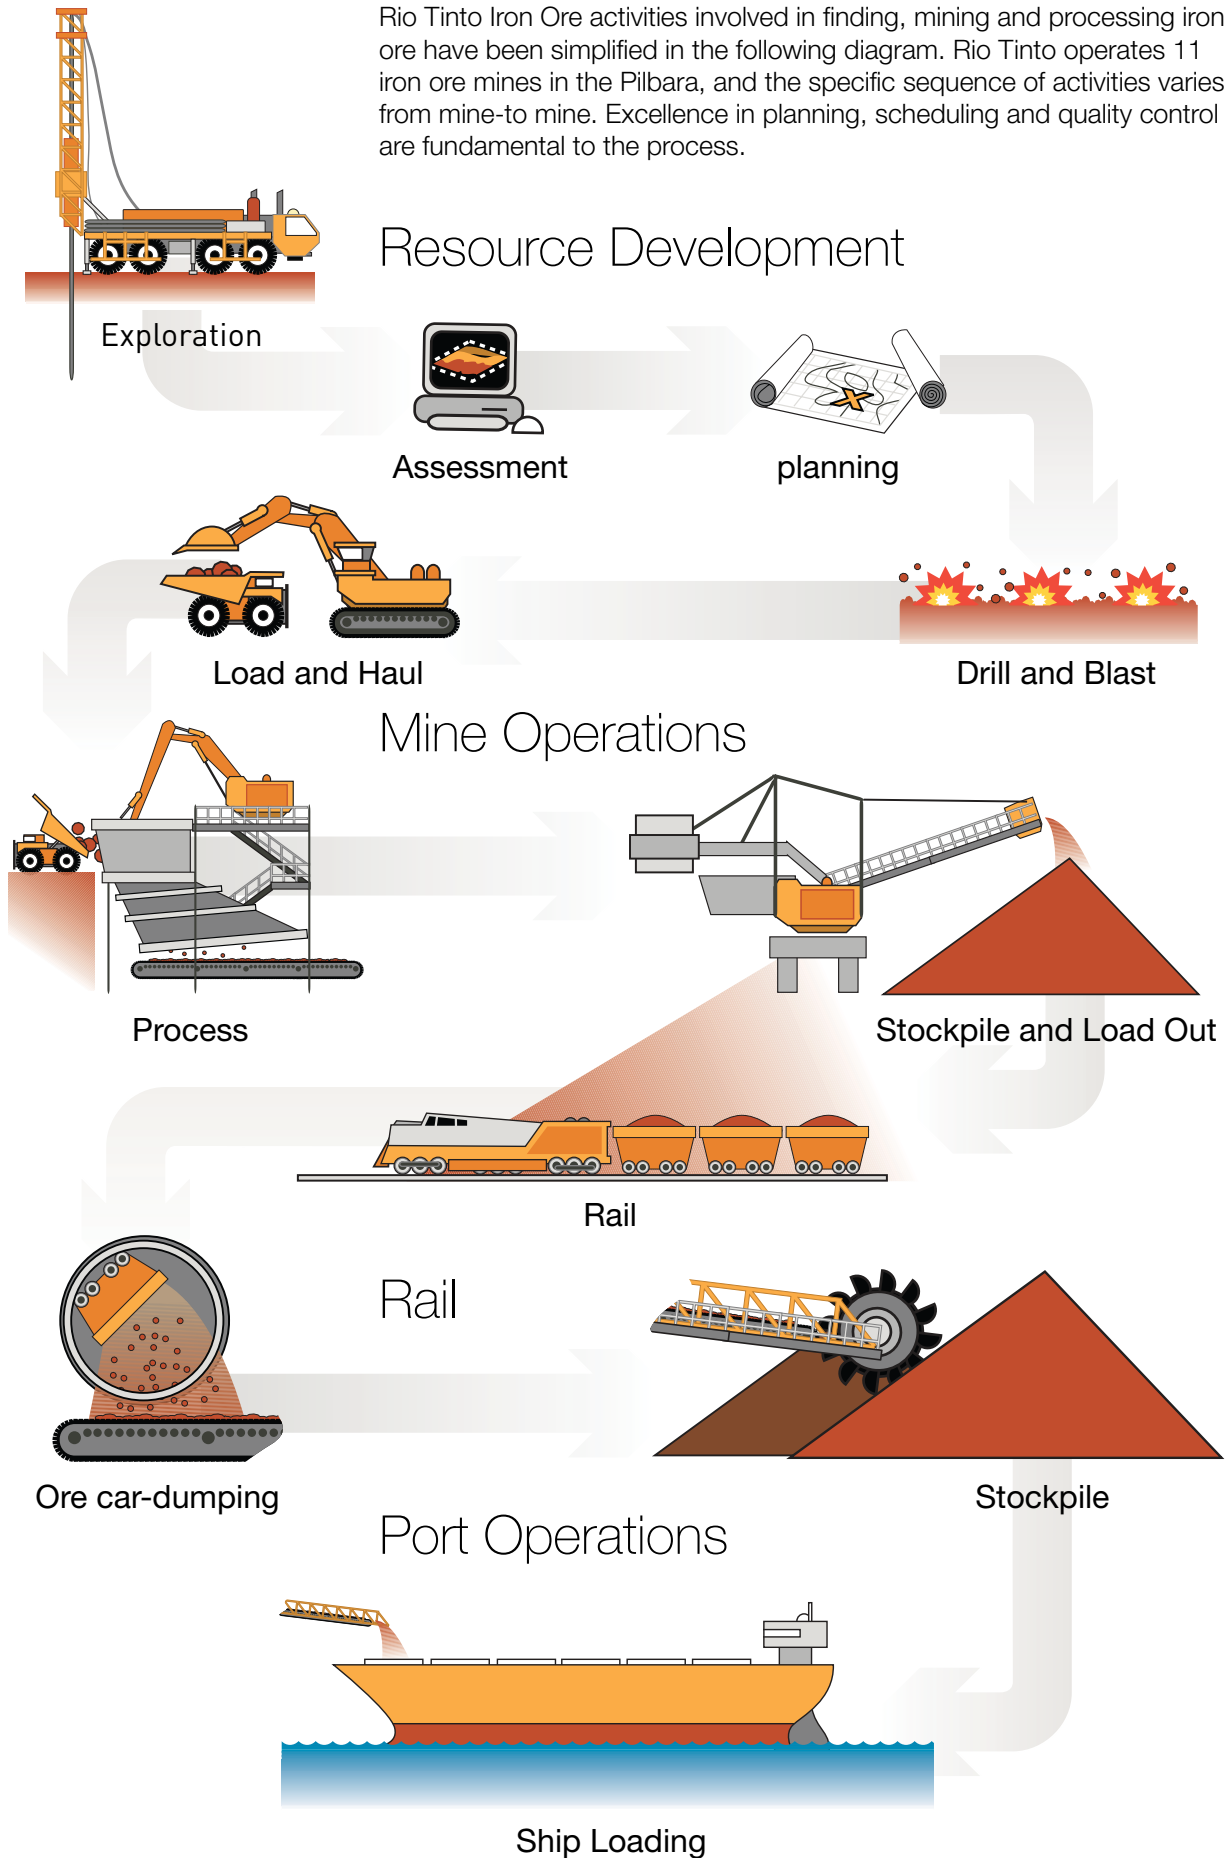 Rio Tinto Iron Ore activities involved in finding, mining and processing iron
ore have been simplified in the following diagram. Rio Tinto operates 11
iron ore mines in the Pilbara, and the specific sequence of activities varies
from mine-to mine. Excellence in planning, scheduling and quality control
are fundamental to the process.
Resource Development
Exploration
Assessment
planning
Load and Haul
Drill and Blast
Mine Operations
Process
Stockpile and Load Out
Rail
Rail
Ore car-dumping
Stockpile
Port Operations
Ship Loading